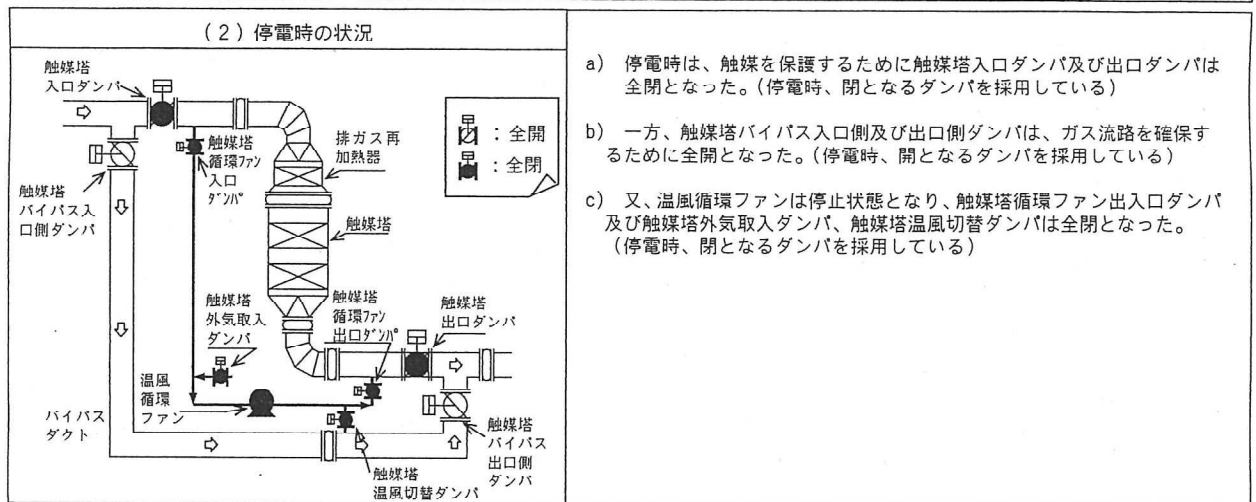 (2)停電時の状況
触媒塔
入口ダンパ
触媒塔
循環ファン
入口
ダンパ
排ガス再
加熱器
：全開
：全閉
触媒塔
バイパス入
口側ダンパ
触媒塔
触媒塔
外気取入
ダンパ
触媒塔
循環ファン
出口ダンパ
触媒塔
出口ダンパ
温風
循環
ファン
バイパス
ダクト
触媒塔
バイパス
出口側
ダンパ
触媒塔
温風切替ダンパ
a) 停電時は、触媒を保護するために触媒塔入口ダンパ及び出口ダンパは
全閉となった。(停電時、閉となるダンパを採用している)
b) 一方、触媒塔バイパス入口側及び出口側ダンパは、ガス流路を確保す
るために全開となった。(停電時、開となるダンパを採用している)
c) 又、温風循環ファンは停止状態となり、触媒塔循環ファン出入口ダンパ
及び触媒塔外気取入ダンパ、触媒塔温風切替ダンパは全閉となった。
(停電時、閉となるダンパを採用している)